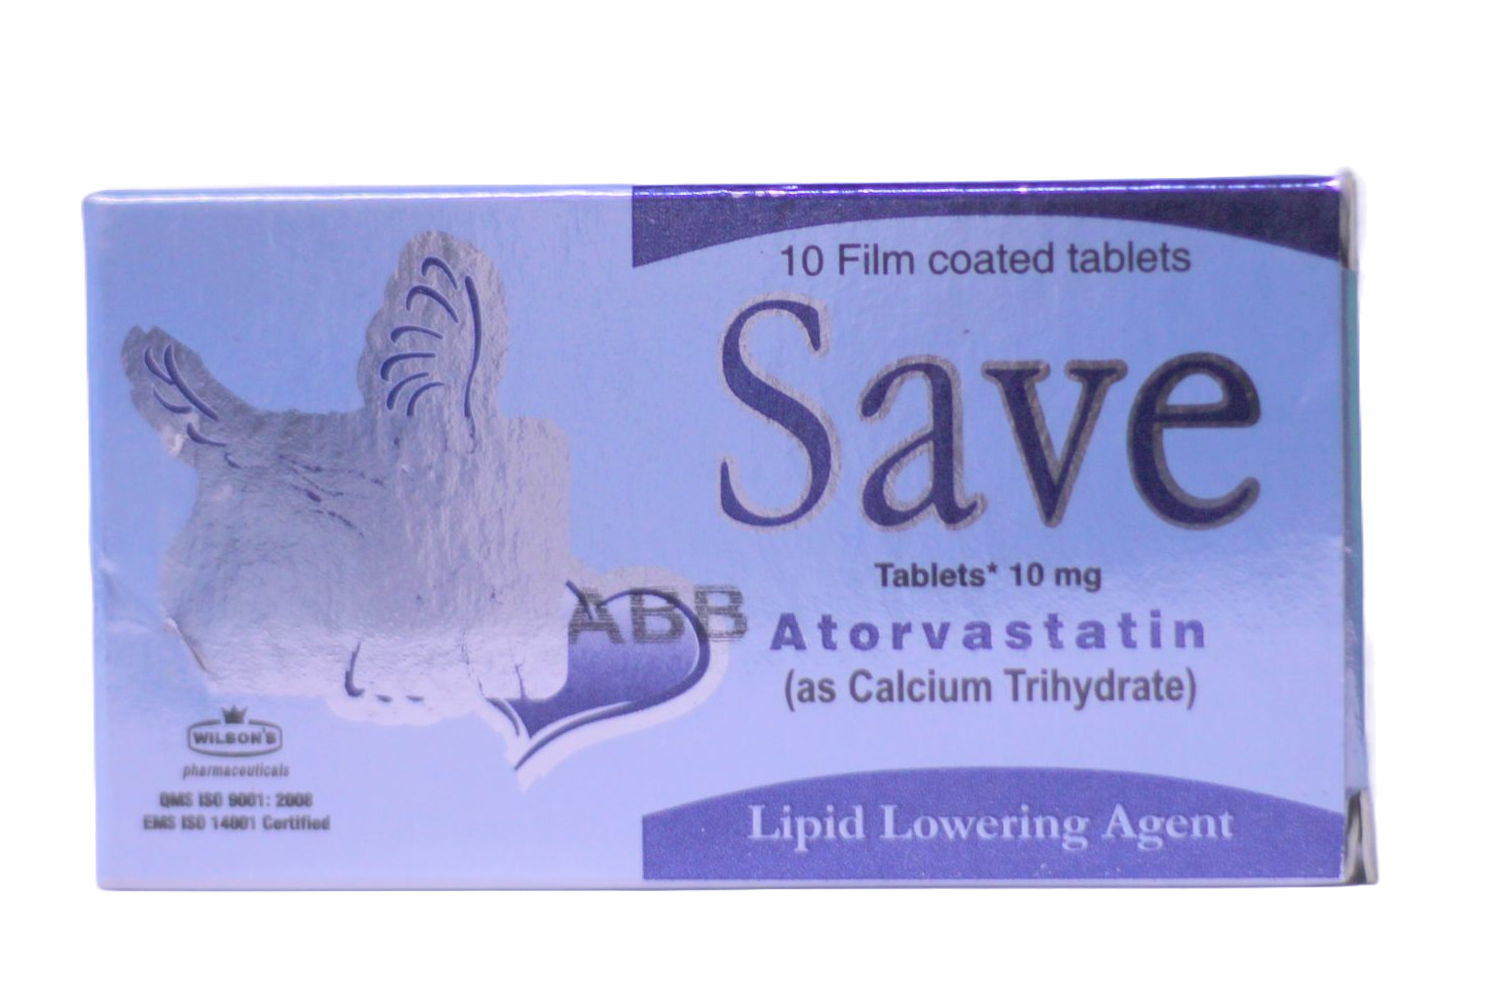 10 Film coated tablets
Save
Tablets* 10 mg
ABB
Atorvastatin
(as Calcium Trihydrate)
WILSON'S
pharmaceuticals
QMS ISO 9001: 2008
EMS ISO 14001 Certified
Lipid Lowering Agent